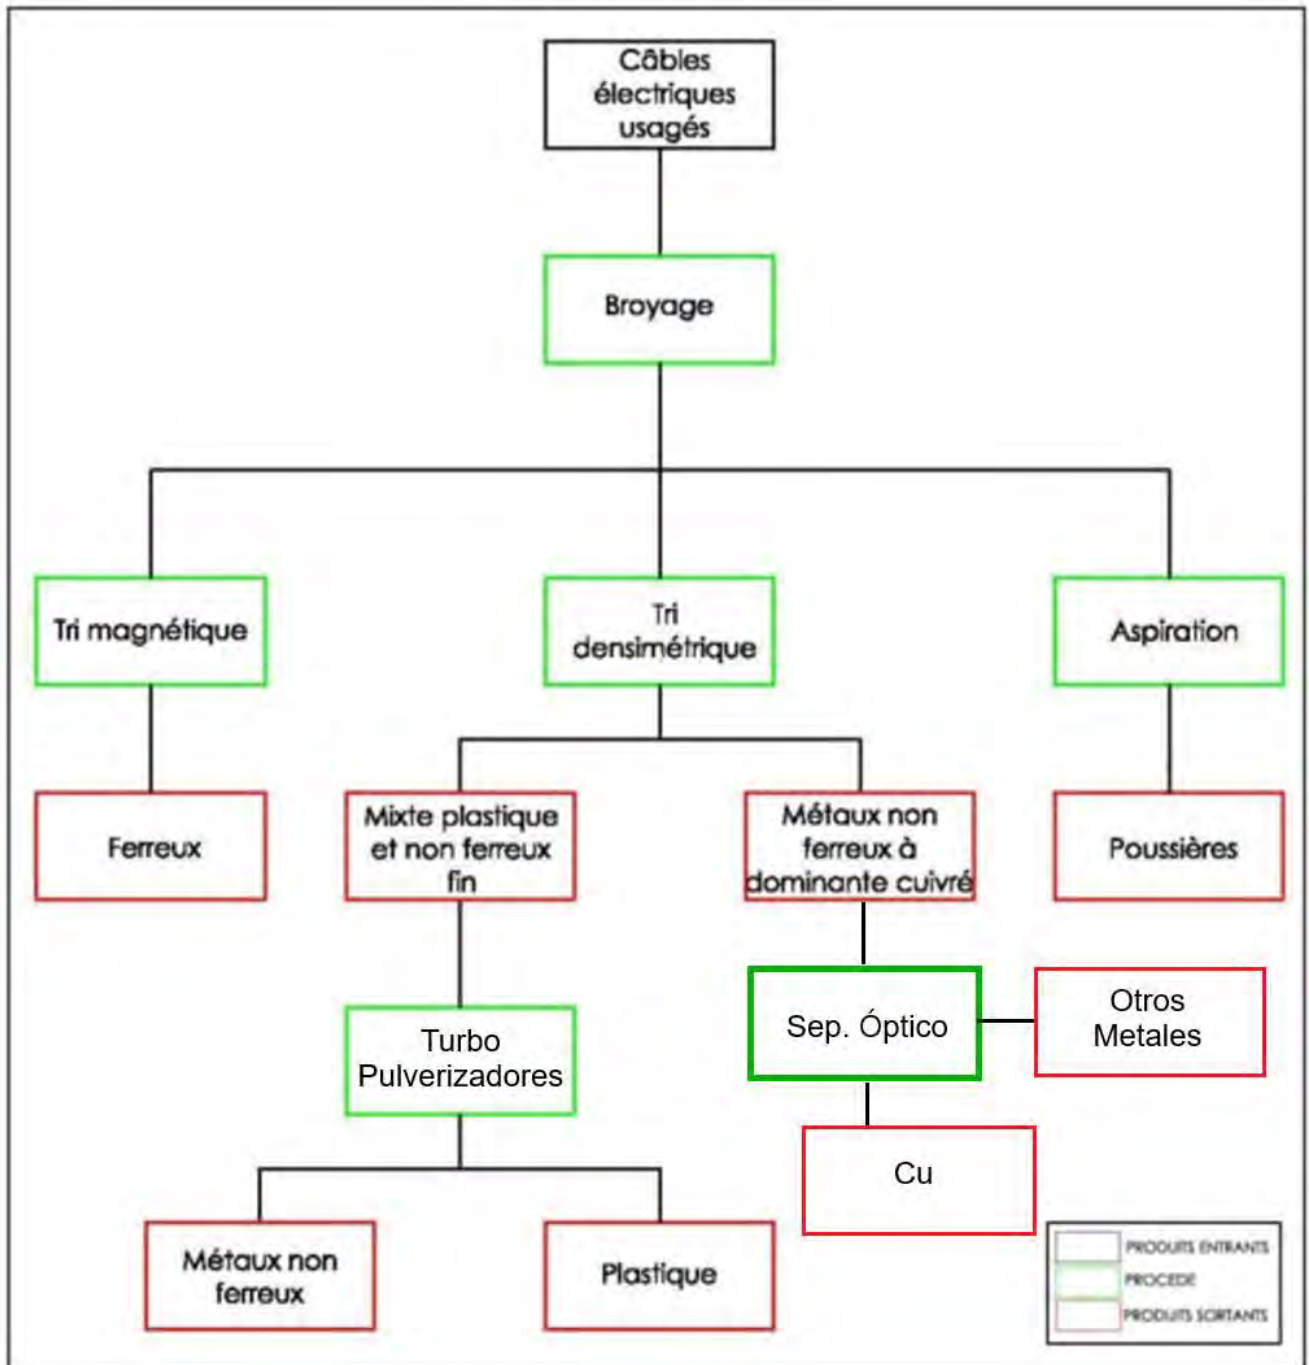 Câbles
électriques
usagés
Broyage
Tri magnétique
Tri
densimétrique
Aspiration
Ferreux
Mixte plastique
et non ferreux
fin
Métaux non
ferreux à
dominante cuivré
Poussières
Turbo
Pulverizadores
Sep. Óptico
Otros
Metales
Cu
Métaux non
ferreux
Plastique
PRODUITS ENTRANTS
PROCEDE
PRODUITS SORTANTS